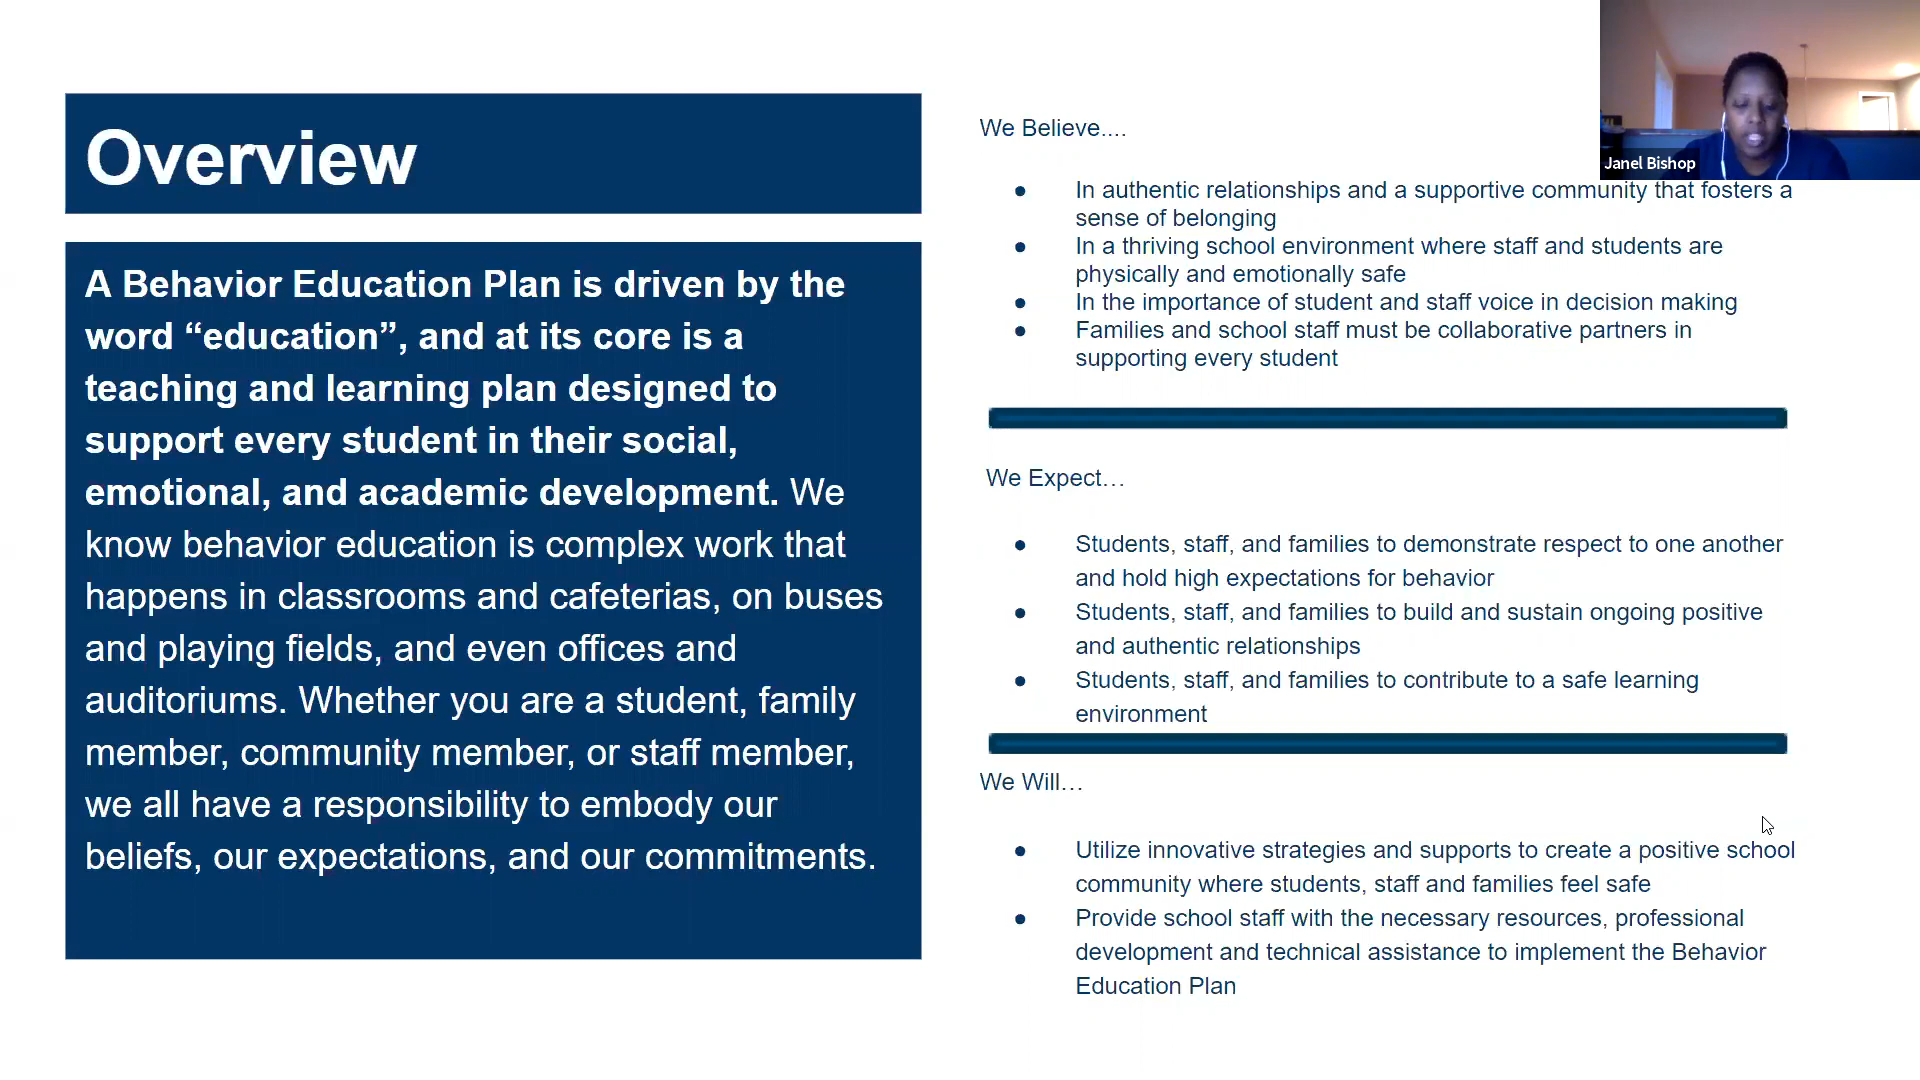 Overview
A Behavior Education Plan is driven by the
word “education”, and at its core is a
teaching and learning plan designed to
support every student in their social,
emotional, and academic development. We
know behavior education is complex work that
happens in classrooms and cafeterias, on buses
and playing fields, and even offices and
auditoriums. Whether you are a student, family
member, community member, or staff member,
we all have a responsibility to embody our
beliefs, our expectations, and our commitments.
We Believe....
● In authentic relationships and a supportive community that fosters a
sense of belonging
● In a thriving school environment where staff and students are
physically and emotionally safe
● In the importance of student and staff voice in decision making
● Families and school staff must be collaborative partners in
supporting every student
We Expect…
● Students, staff, and families to demonstrate respect to one another
and hold high expectations for behavior
● Students, staff, and families to build and sustain ongoing positive
and authentic relationships
● Students, staff, and families to contribute to a safe learning
environment
We Will…
● Utilize innovative strategies and supports to create a positive school
community where students, staff and families feel safe
● Provide school staff with the necessary resources, professional
development and technical assistance to implement the Behavior
Education Plan
Janel Bishop